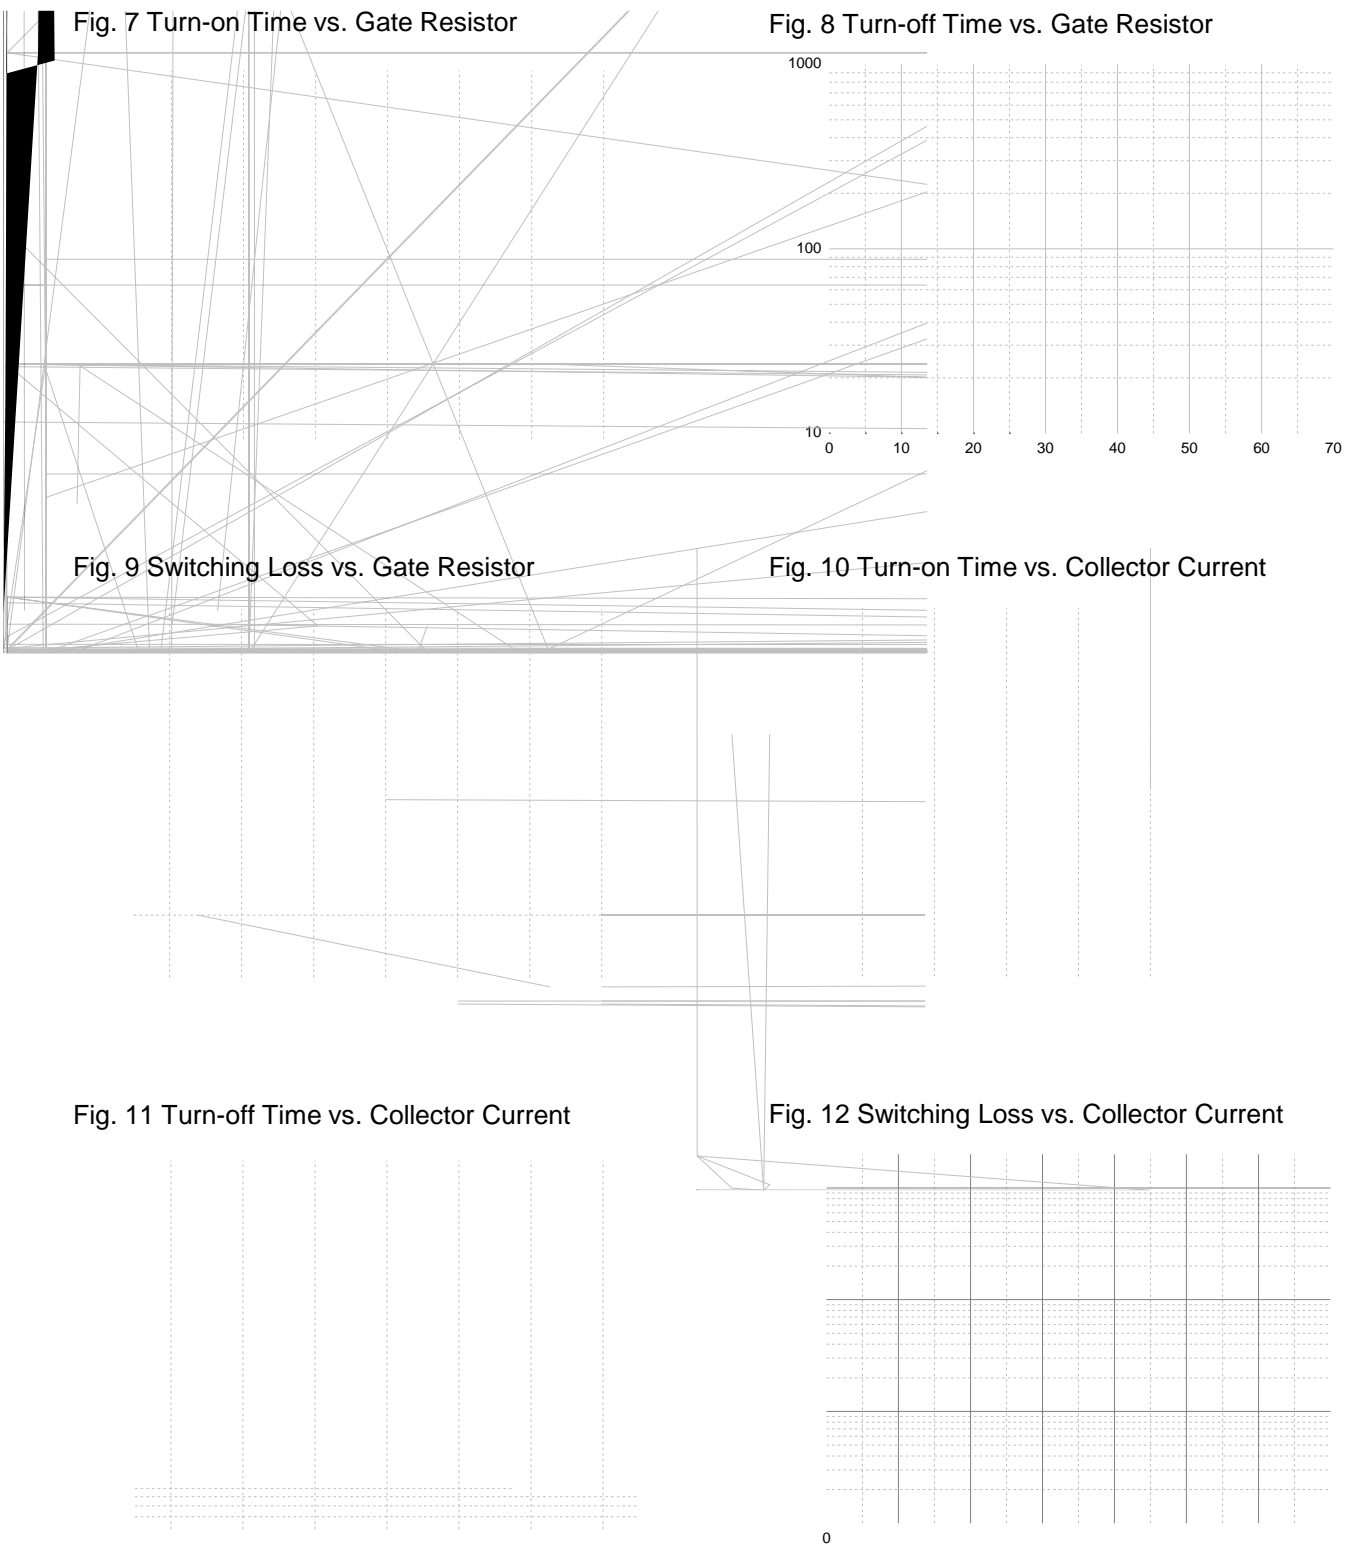 Fig. 7 Turn-on Time vs. Gate Resistor
Fig. 8 Turn-off Time vs. Gate Resistor
1000
100
10
0 10 20 30 40 50 60 70
Fig. 9 Switching Loss vs. Gate Resistor
Fig. 10 Turn-on Time vs. Collector Current
Fig. 11 Turn-off Time vs. Collector Current
Fig. 12 Switching Loss vs. Collector Current
0